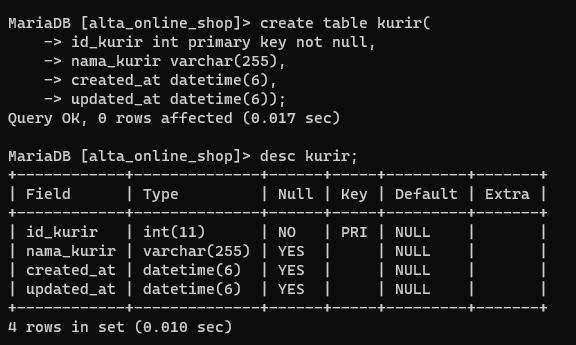 MariaDB [alta_online_shop]> create table kurir(
    -> id_kurir int primary key not null,
    -> nama_kurir varchar(255),
    -> created_at datetime(6),
    -> updated_at datetime(6));
Query OK, 0 rows affected (0.017 sec)

MariaDB [alta_online_shop]> desc kurir;
+------------+--------------+------+-----+---------+-------+
| Field      | Type         | Null | Key | Default | Extra |
+------------+--------------+------+-----+---------+-------+
| id_kurir   | int(11)      | NO   | PRI | NULL    |       |
| nama_kurir | varchar(255) | YES  |     | NULL    |       |
| created_at | datetime(6)  | YES  |     | NULL    |       |
| updated_at | datetime(6)  | YES  |     | NULL    |       |
+------------+--------------+------+-----+---------+-------+
4 rows in set (0.010 sec)